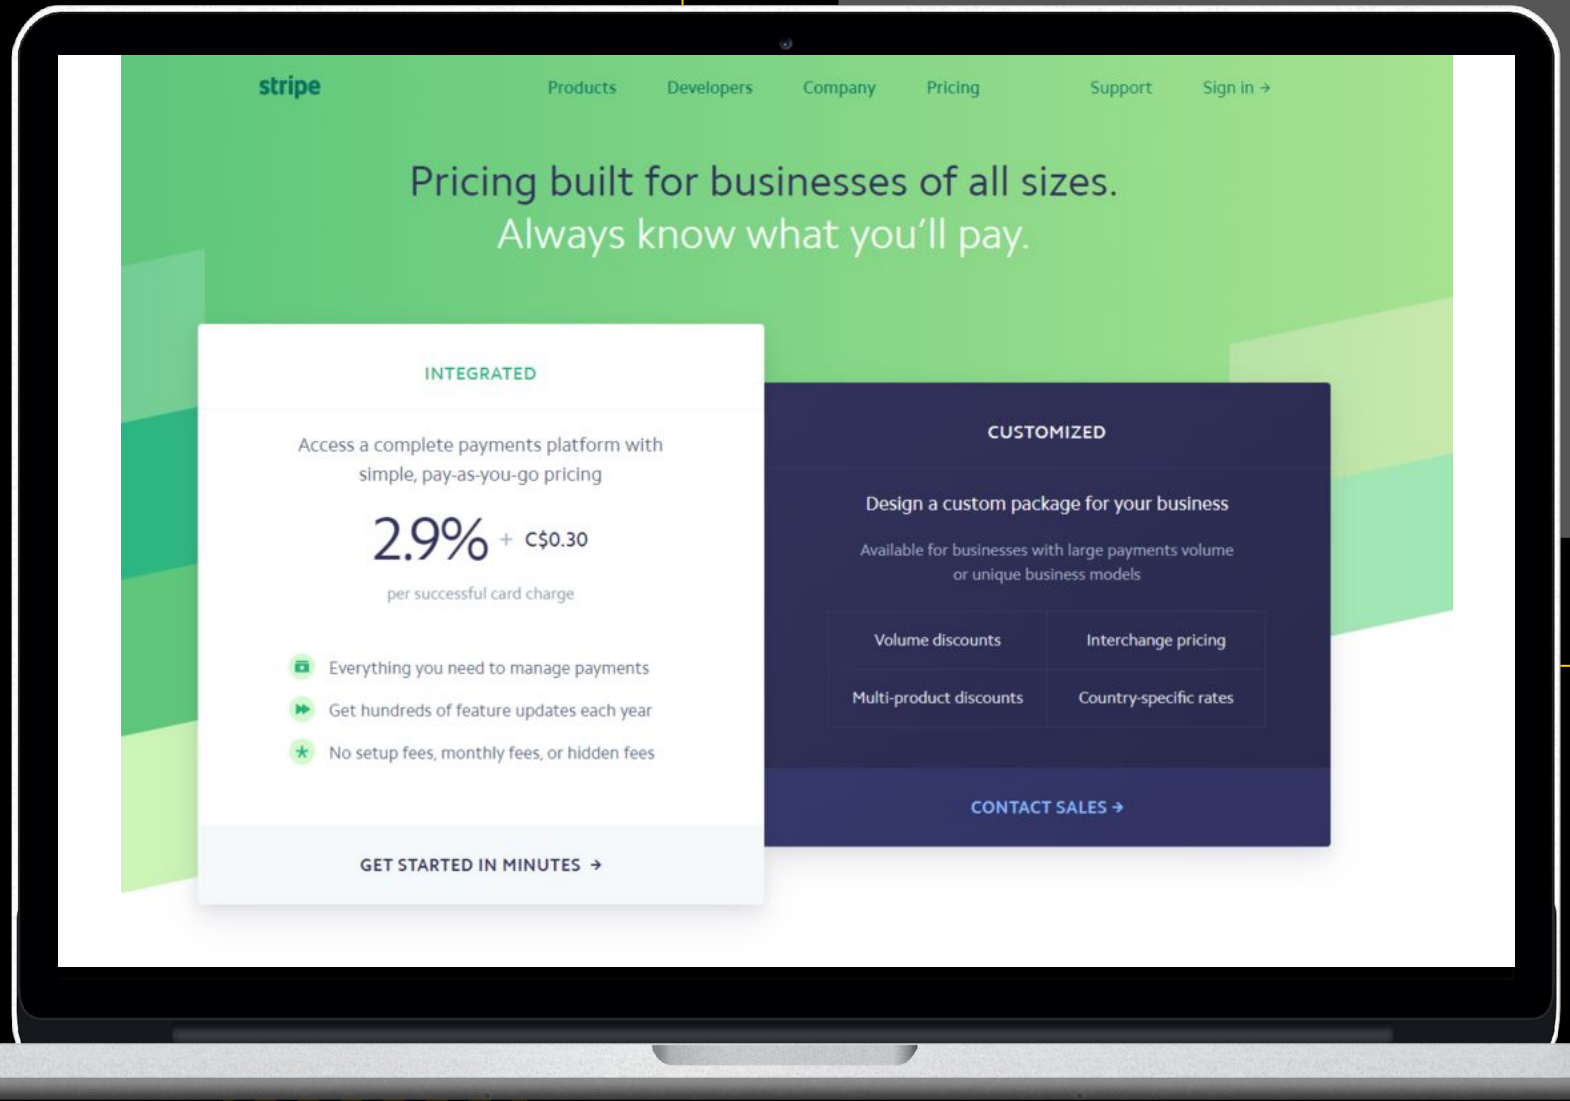 stripe
Products Developers Company Pricing Support Sign in →
Pricing built for businesses of all sizes.
Always know what you'll pay.
INTEGRATED
Access a complete payments platform with
simple, pay-as-you-go pricing
2.9% + C$0.30
per successful card charge
Everything you need to manage payments
Get hundreds of feature updates each year
No setup fees, monthly fees, or hidden fees
GET STARTED IN MINUTES →
CUSTOMIZED
Design a custom package for your business
Available for businesses with large payments volume
or unique business models
Volume discounts Interchange pricing
Multi-product discounts Country-specific rates
CONTACT SALES →